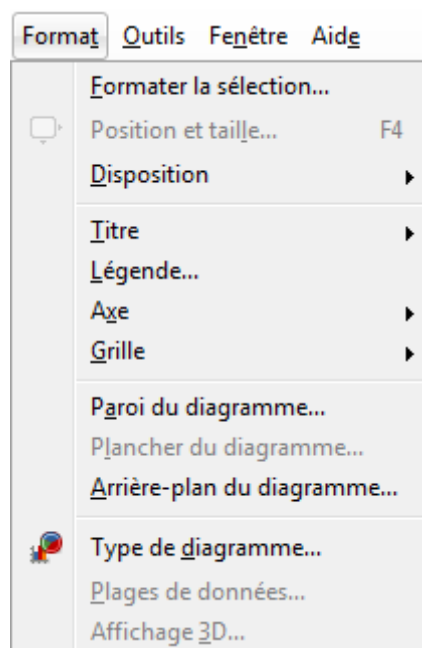 Format Outils Fenêtre Aide
Formater la sélection...
Position et taille... F4
Disposition
Titre
Légende...
Axe
Grille
Paroi du diagramme...
Plancher du diagramme...
Arrière-plan du diagramme...
Type de diagramme...
Plages de données...
Affichage 3D...